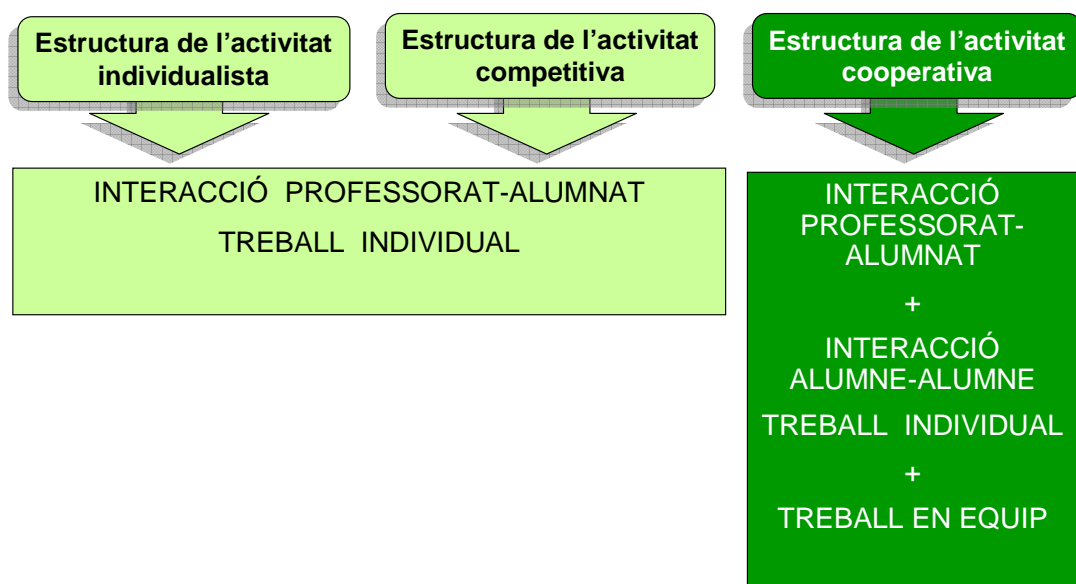 Estructura de l’activitat
individualista
Estructura de l’activitat
competitiva
Estructura de l’activitat
cooperativa
INTERACCIÓ PROFESSORAT-ALUMNAT
TREBALL INDIVIDUAL
INTERACCIÓ
PROFESSORAT-
ALUMNAT
+
INTERACCIÓ
ALUMNE-ALUMNE
TREBALL INDIVIDUAL
+
TREBALL EN EQUIP